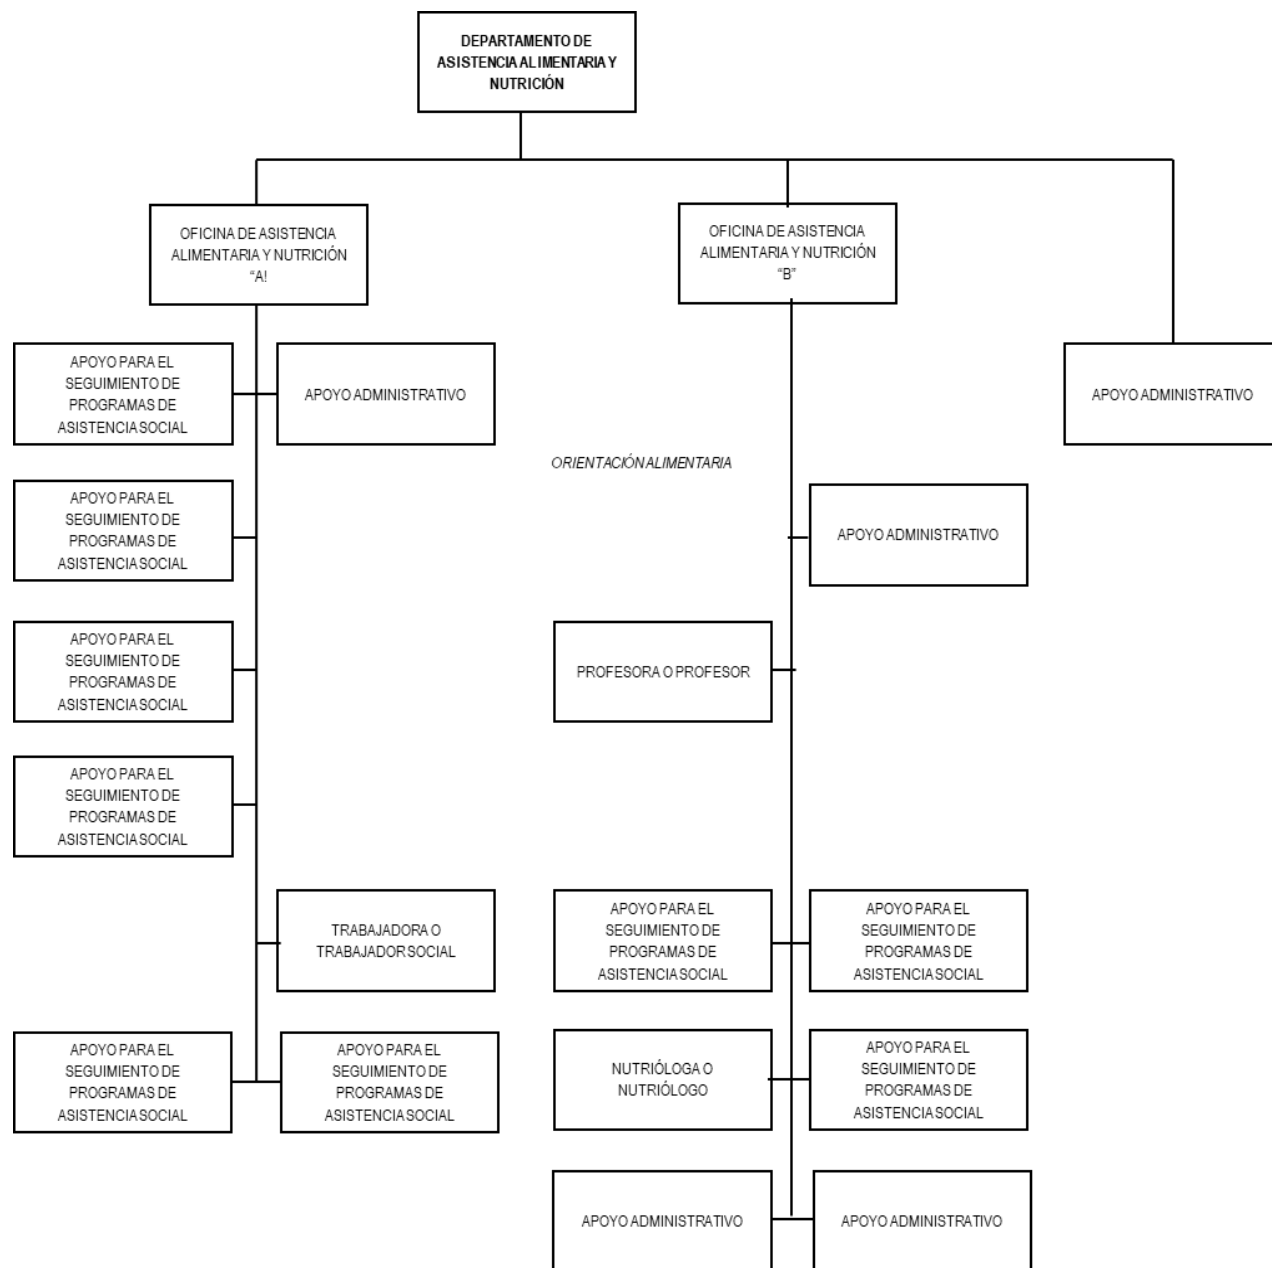 DEPARTAMENTO DE
ASISTENCIA ALIMENTARIA Y
NUTRICIÓN
OFICINA DE ASISTENCIA
ALIMENTARIA Y NUTRICIÓN
“A!
OFICINA DE ASISTENCIA
ALIMENTARIA Y NUTRICIÓN
“B”
APOYO PARA EL
SEGUIMIENTO DE
PROGRAMAS DE
ASISTENCIA SOCIAL
APOYO ADMINISTRATIVO
APOYO ADMINISTRATIVO
ORIENTACIÓN ALIMENTARIA
APOYO PARA EL
SEGUIMIENTO DE
PROGRAMAS DE
ASISTENCIA SOCIAL
APOYO ADMINISTRATIVO
APOYO PARA EL
SEGUIMIENTO DE
PROGRAMAS DE
ASISTENCIA SOCIAL
PROFESORA O PROFESOR
APOYO PARA EL
SEGUIMIENTO DE
PROGRAMAS DE
ASISTENCIA SOCIAL
TRABAJADORA O
TRABAJADOR SOCIAL
APOYO PARA EL
SEGUIMIENTO DE
PROGRAMAS DE
ASISTENCIA SOCIAL
APOYO PARA EL
SEGUIMIENTO DE
PROGRAMAS DE
ASISTENCIA SOCIAL
APOYO PARA EL
SEGUIMIENTO DE
PROGRAMAS DE
ASISTENCIA SOCIAL
APOYO PARA EL
SEGUIMIENTO DE
PROGRAMAS DE
ASISTENCIA SOCIAL
NUTRIÓLOGA O
NUTRIÓLOGO
APOYO PARA EL
SEGUIMIENTO DE
PROGRAMAS DE
ASISTENCIA SOCIAL
APOYO ADMINISTRATIVO
APOYO ADMINISTRATIVO